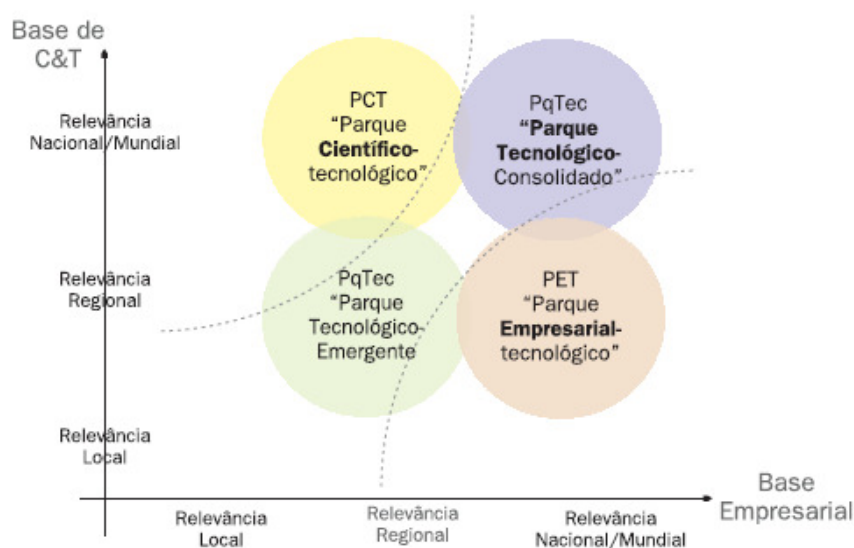 Base de
C&T
Relevância
Nacional/Mundial
Relevância
Regional
Relevância
Local
PCT
“Parque
Científico-
tecnológico”
PqTec
“Parque
Tecnológico-
Consolidado”
PqTec
“Parque
Tecnológico-
Emergente
PET
“Parque
Empresarial-
tecnológico”
Relevância
Local
Relevância
Regional
Relevância
Nacional/Mundial
Base
Empresarial